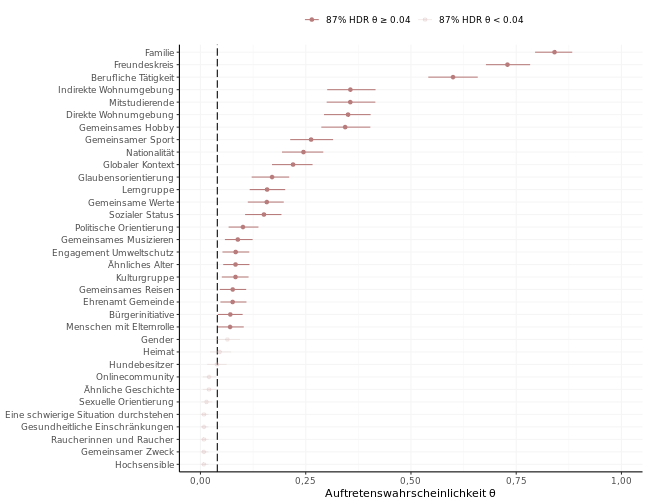 87% HDR θ ≥ 0.04 87% HDR θ < 0.04
Familie
Freundeskreis
Berufliche Tätigkeit
Indirekte Wohnumgebung
Mitstudierende
Direkte Wohnumgebung
Gemeinsames Hobby
Gemeinsamer Sport
Nationalität
Globaler Kontext
Glaubensorientierung
Lerngruppe
Gemeinsame Werte
Sozialer Status
Politische Orientierung
Gemeinsames Musizieren
Engagement Umweltschutz
Ähnliches Alter
Kulturgruppe
Gemeinsames Reisen
Ehrenamt Gemeinde
Bürgerinitiative
Menschen mit Elternrolle
Gender
Heimat
Hundebesitzer
Onlinecommunity
Ähnliche Geschichte
Sexuelle Orientierung
Eine schwierige Situation durchstehen
Gesundheitliche Einschränkungen
Raucherinnen und Raucher
Gemeinsamer Zweck
Hochsensible
0,00 0,25 0,50 0,75 1,00
Auftretenswahrscheinlichkeit θ